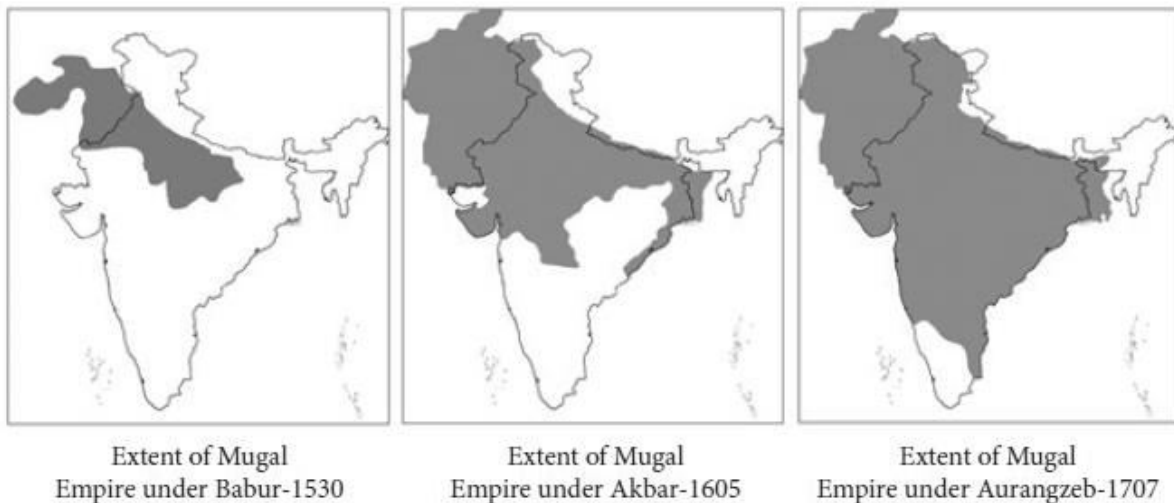 Extent of Mugal
Empire under Babur-1530
Extent of Mugal
Empire under Akbar-1605
Extent of Mugal
Empire under Aurangzeb-1707